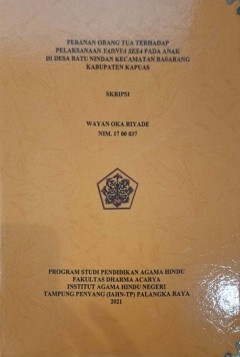 PERANAN ORANG TUA TERHADAP
PELAKSANAAN YADNYA SESA PADA ANAK
DI DESA BATU NINDAN KECAMATAN BASARANG
KABUPATEN KAPUAS
SKRIPSI
WAYAN OKA RIYADE
NIM. 17 00 037
PROGRAM STUDI PENDIDIKAN AGAMA HINDU
FAKULTAS DHARMA ACARYA
INSTITUT AGAMA HINDU NEGERI
TAMPUNG PENYANG (IAHN-TP) PALANGKA RAYA
2021